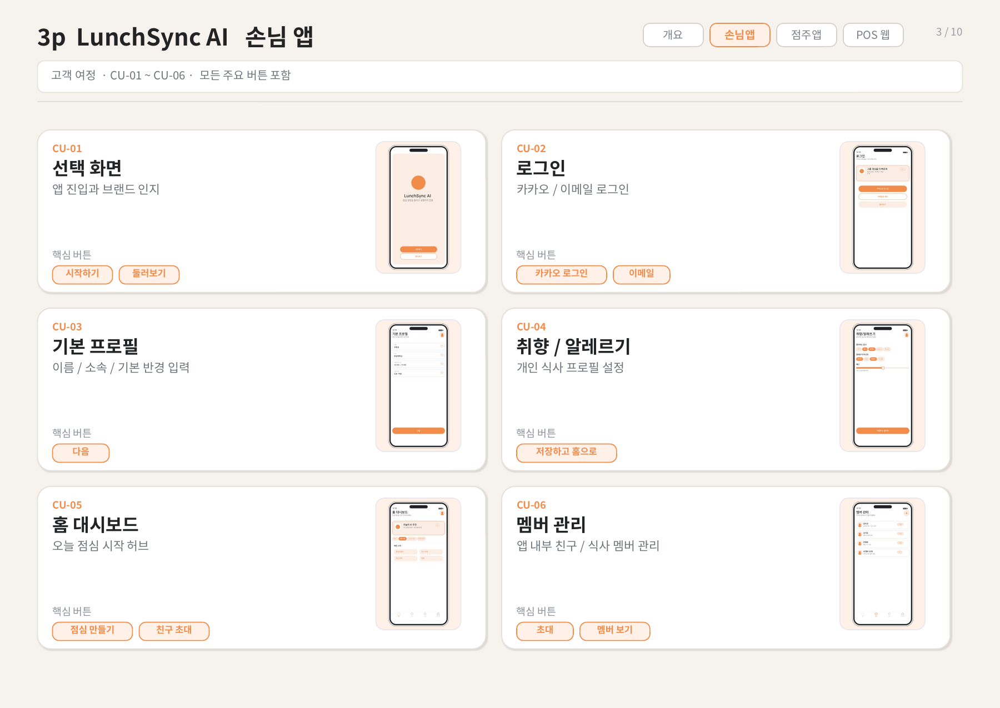 3p LunchSync AI 손님 앱
개요
손님앱
점주앱
POS 웹
3 / 10
고객 여정 · CU-01 ~ CU-06 · 모든 주요 버튼 포함
CU-01
선택 화면
앱 진입과 브랜드 인지
핵심 버튼
시작하기
둘러보기
LunchSync AI
CU-02
로그인
카카오 / 이메일 로그인
핵심 버튼
카카오 로그인
이메일
로그인
CU-03
기본 프로필
이름 / 소속 / 기본 반경 입력
핵심 버튼
다음
기본 프로필
CU-04
취향 / 알레르기
개인 식사 프로필 설정
핵심 버튼
저장하고 홈으로
취향/알레르기
CU-05
홈 대시보드
오늘 점심 시작 허브
핵심 버튼
점심 만들기
친구 초대
홈 대시보드
CU-06
멤버 관리
앱 내부 친구 / 식사 멤버 관리
핵심 버튼
초대
멤버 보기
멤버 관리